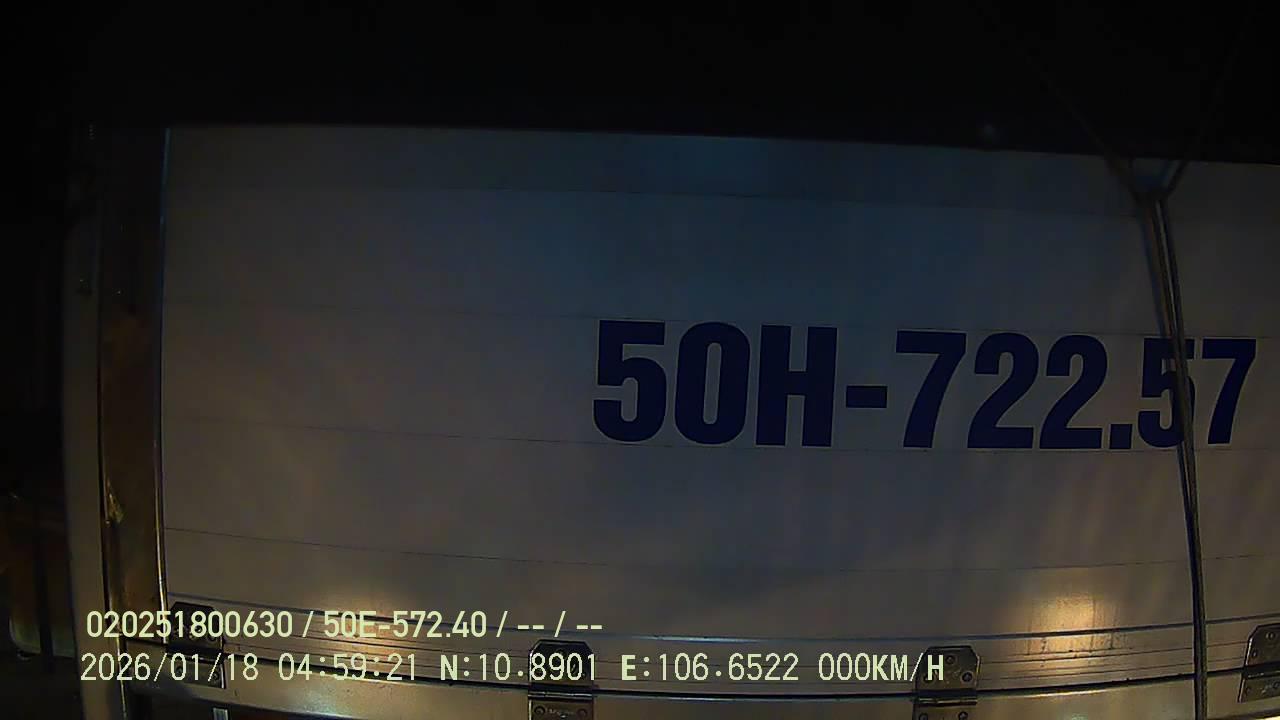 50H-722.57
020251800630 / 50E-572.40 / -- / --
2026/01/18 04:59:21 N:10.8901 E:106.6522 000KM/H